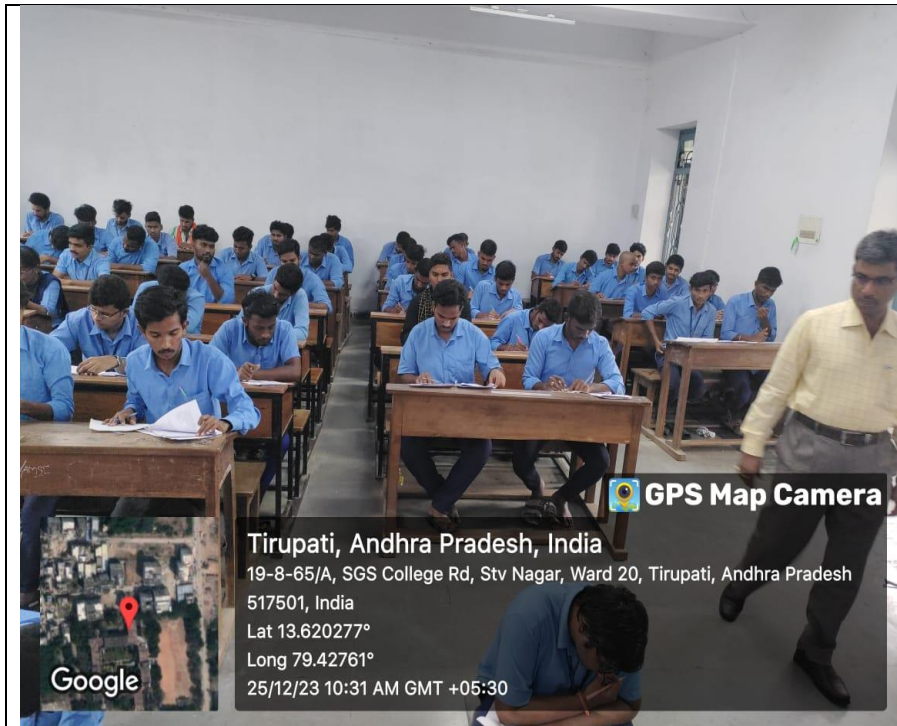 GPS Map Camera
Tirupati, Andhra Pradesh, India
19-8-65/A, SGS College Rd, Stv Nagar, Ward 20, Tirupati, Andhra Pradesh
517501, India
Lat 13.620277°
Long 79.42761°
25/12/23 10:31 AM GMT +05:30
Google